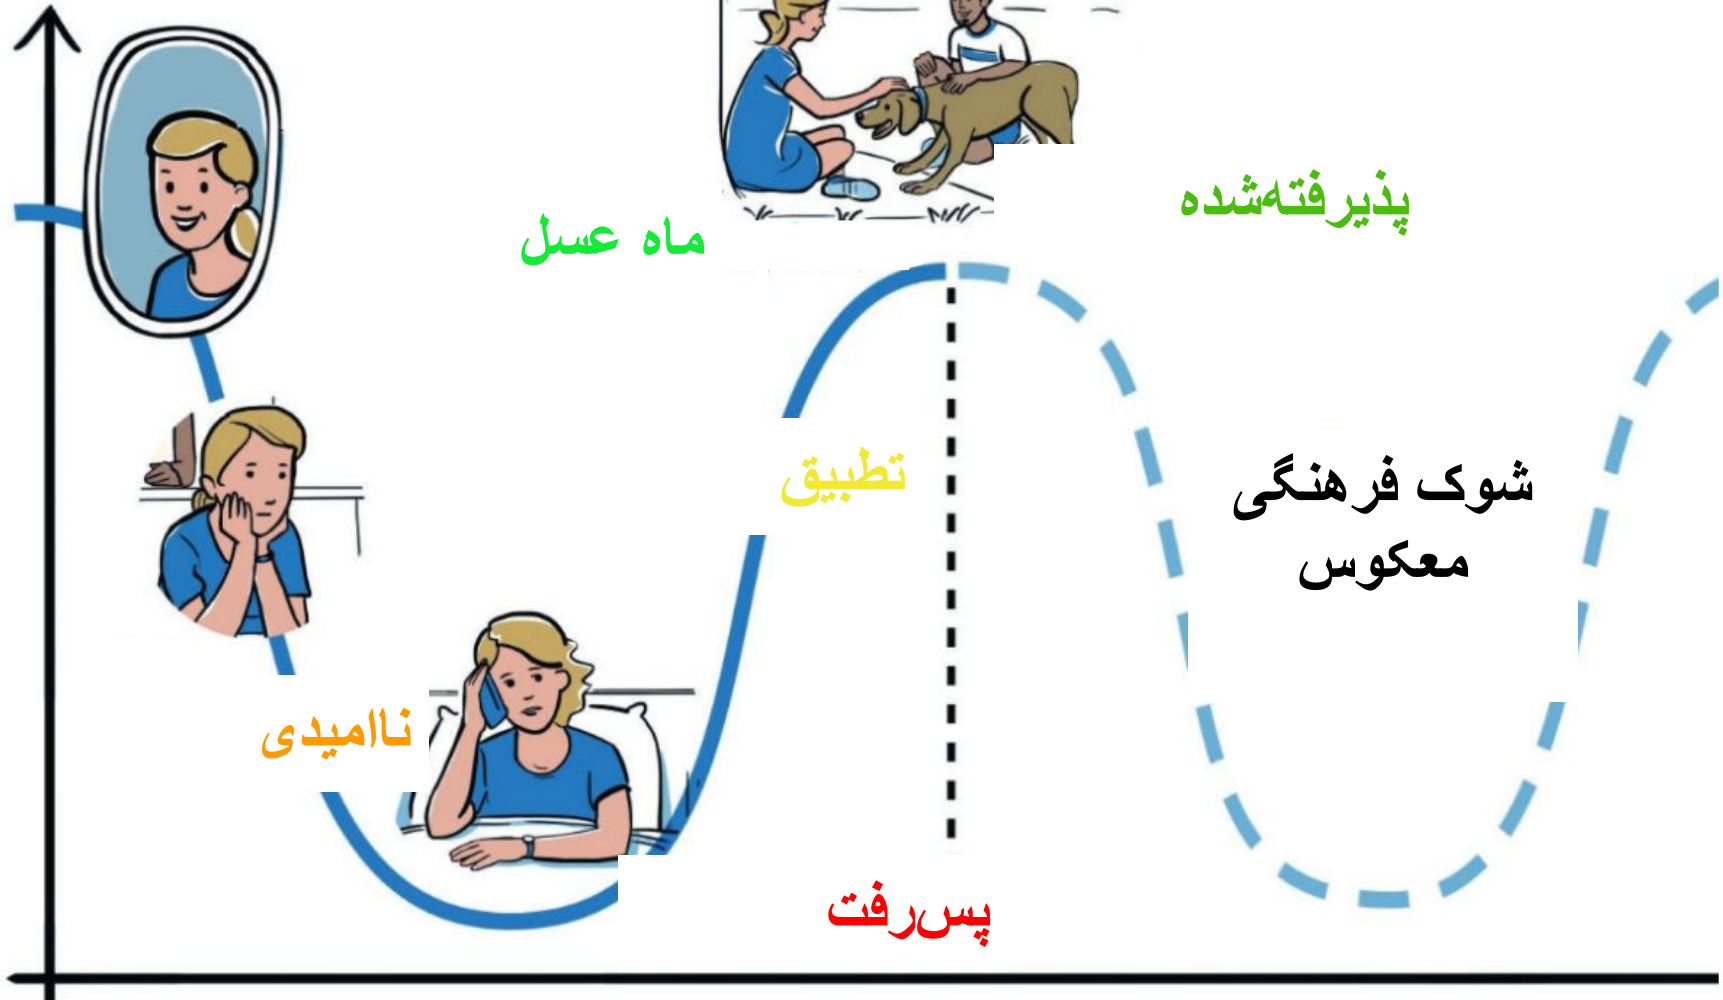 پذیرفته‌شده
ماه عسل
تطبیق
شوک فرهنگی
معکوس
ناامیدی
پس‌رفت